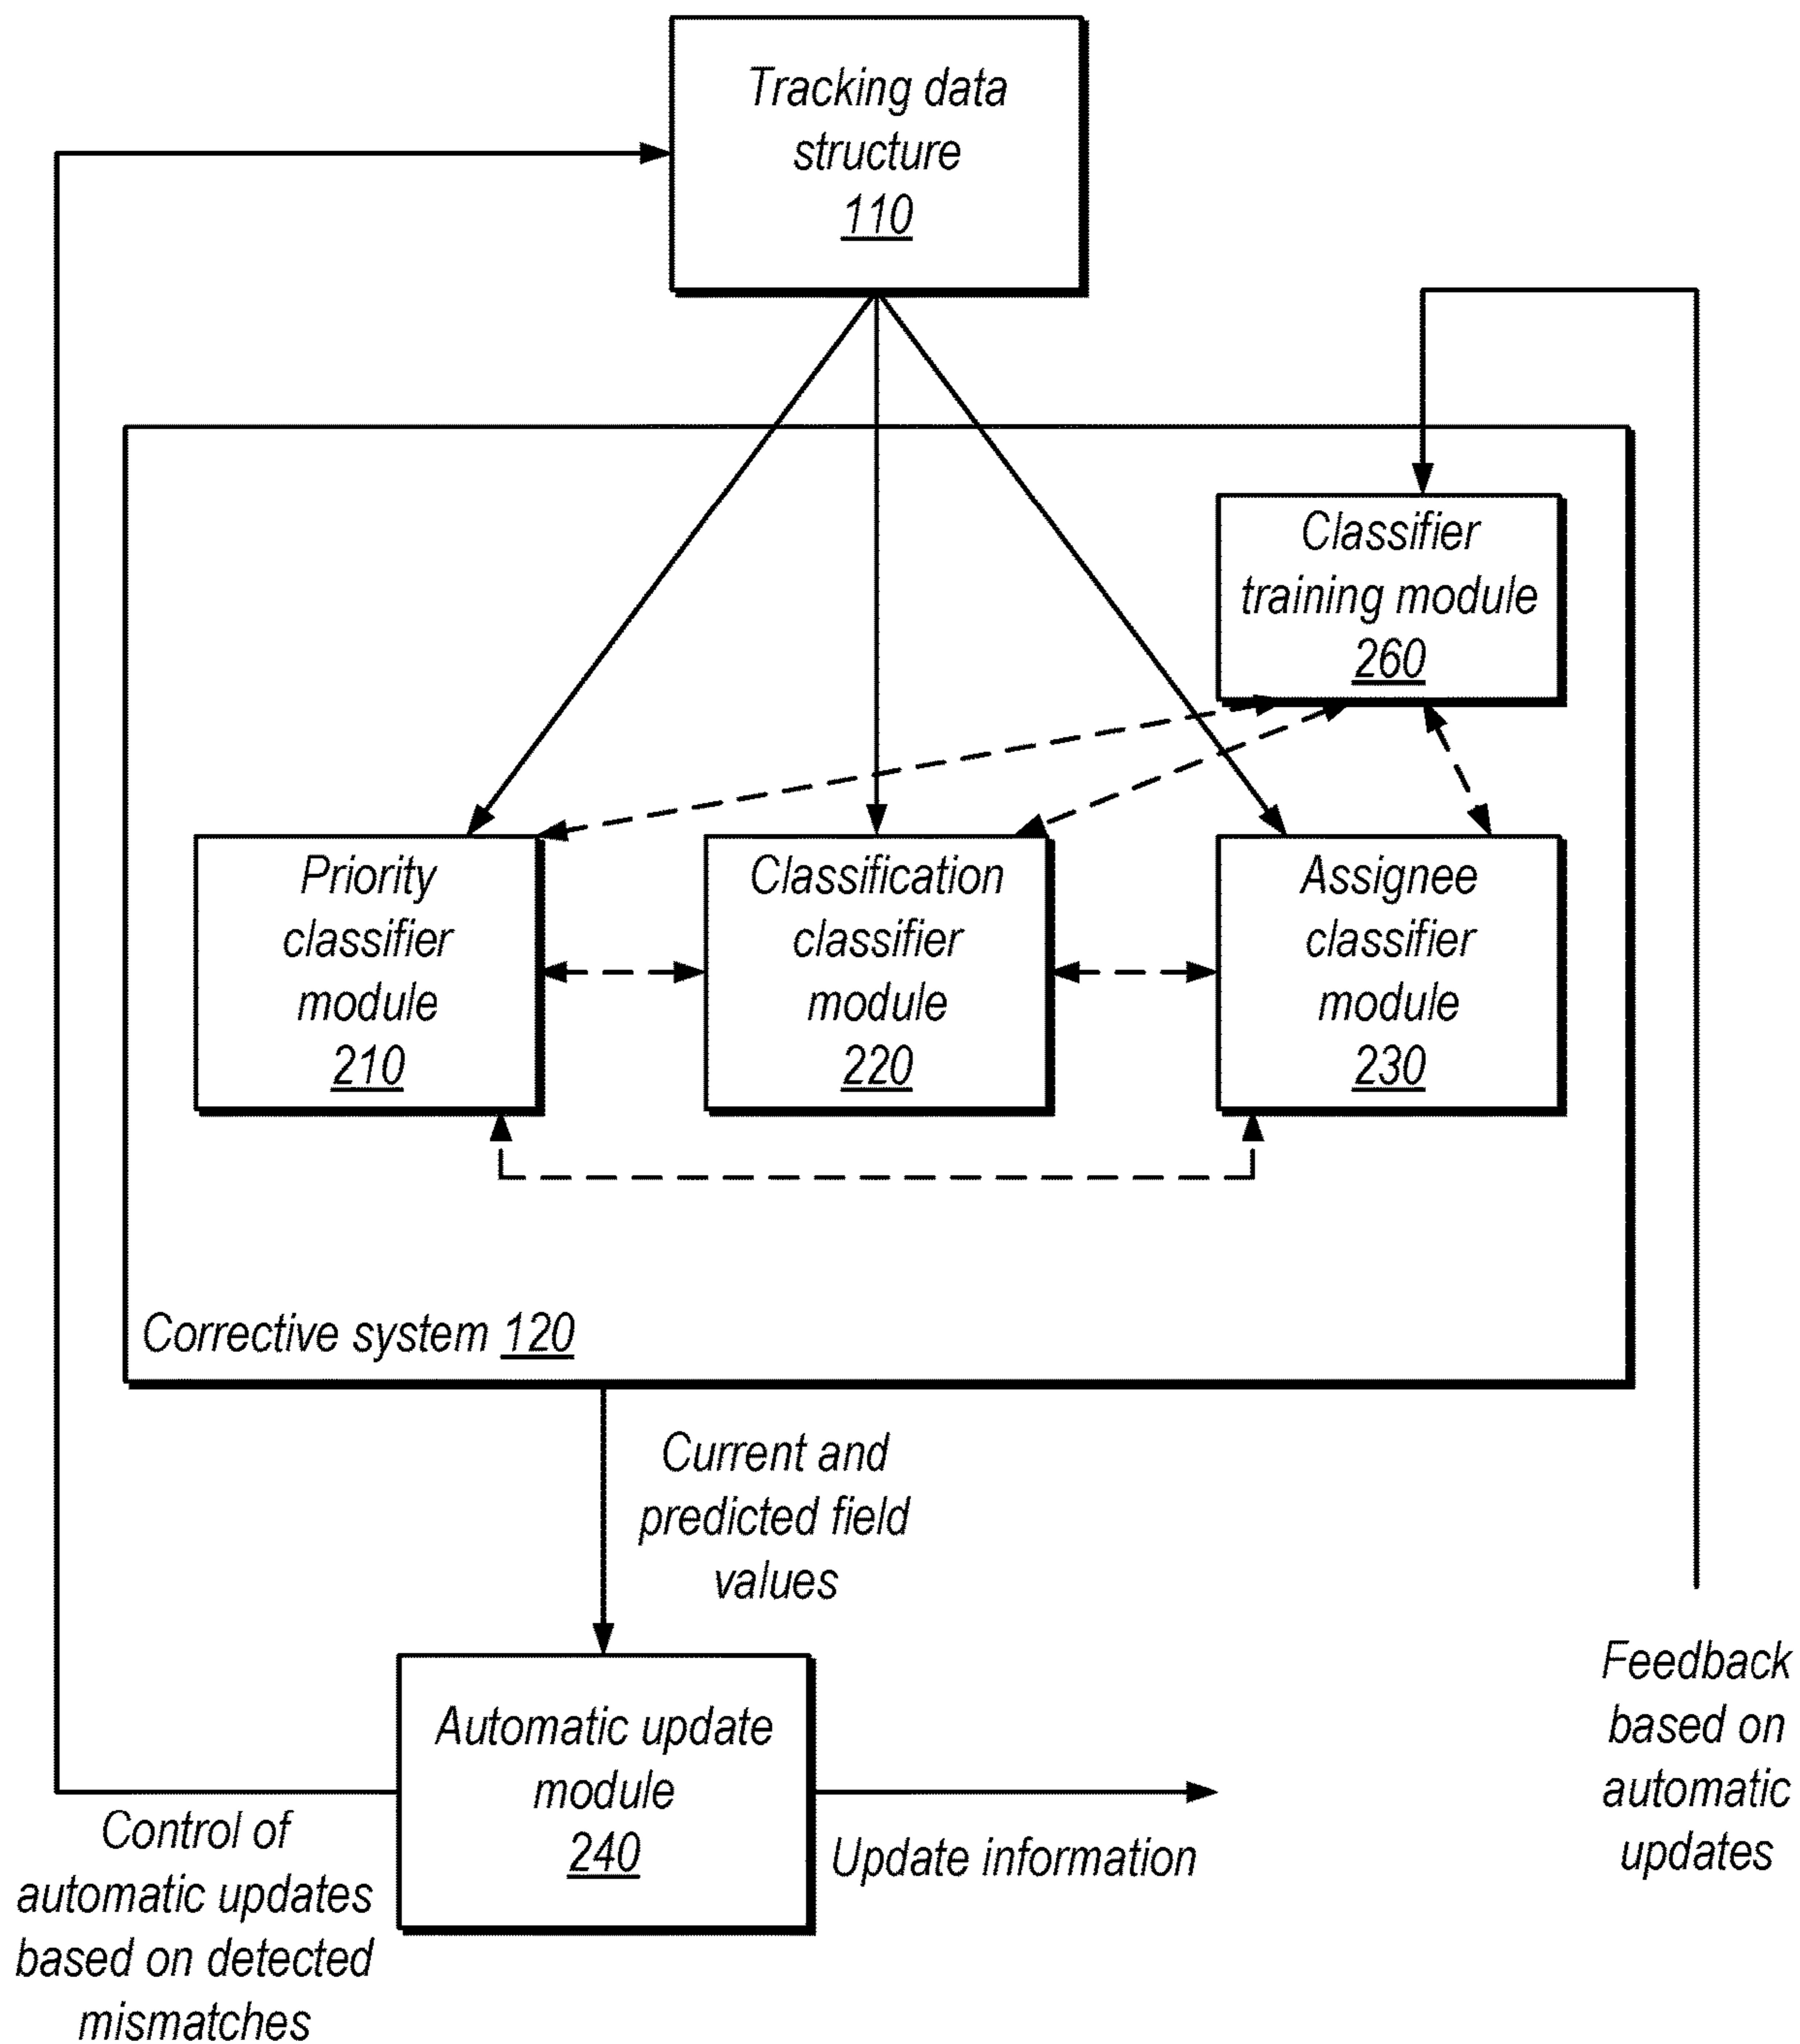 Tracking data
structure
110
Classifier
training module
260
Priority
classifier
module
210
Classification
classifier
module
220
Assignee
classifier
module
230
Corrective system 120
Current and
predicted field
values
Automatic update
module
240
Control of
automatic updates
based on detected
mismatches
Update information
Feedback
based on
automatic
updates